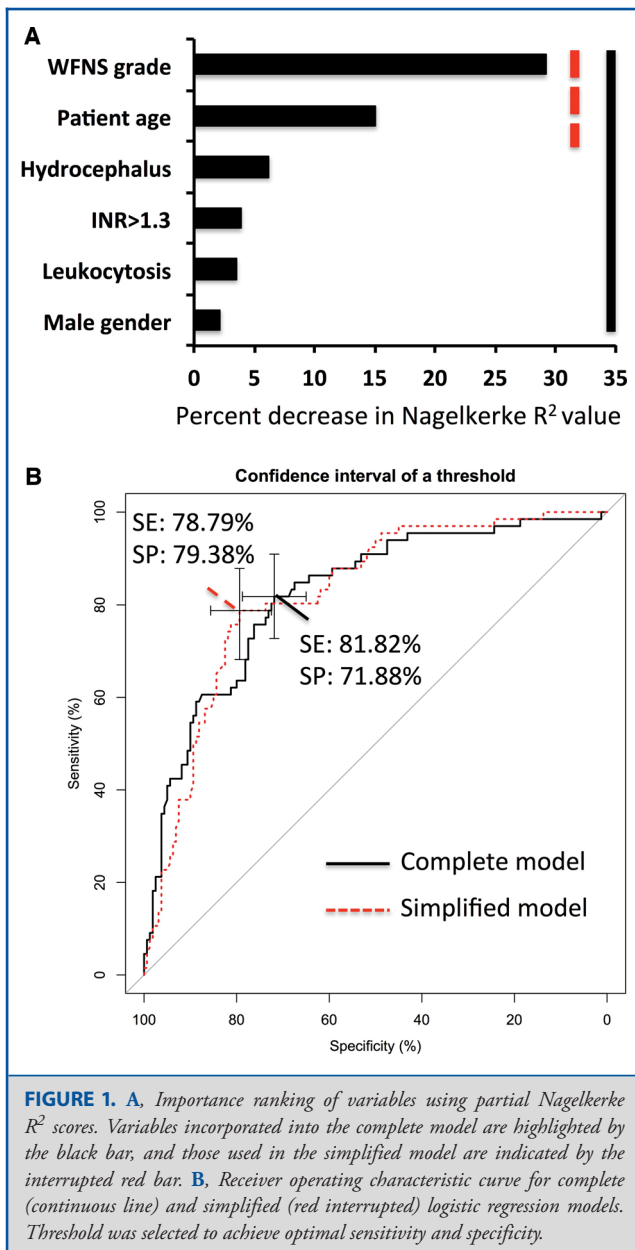 A
WFNS grade
Patient age
Hydrocephalus
INR>1.3
Leukocytosis
Male gender
0 5 10 15 20 25 30 35
Percent decrease in Nagelkerke R² value
B
Confidence interval of a threshold
SE: 78.79%
SP: 79.38%
SE: 81.82%
SP: 71.88%
Sensitivity (%)
100
80
60
40
20
0
Complete model
Simplified model
100 80 60 40 20 0
Specificity (%)
FIGURE 1. A, Importance ranking of variables using partial Nagelkerke
R² scores. Variables incorporated into the complete model are highlighted by
the black bar, and those used in the simplified model are indicated by the
interrupted red bar. B, Receiver operating characteristic curve for complete
(continuous line) and simplified (red interrupted) logistic regression models.
Threshold was selected to achieve optimal sensitivity and specificity.